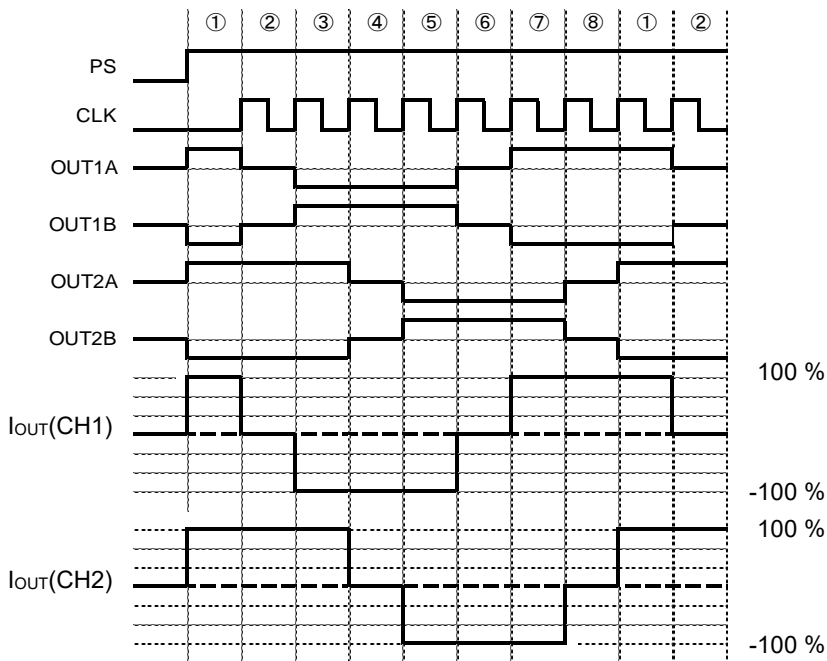 ① ② ③ ④ ⑤ ⑥ ⑦ ⑧ ① ②
PS
CLK
OUT1A
OUT1B
OUT2A
OUT2B
100 %
IOUT(CH1)
-100 %
100 %
IOUT(CH2)
-100 %